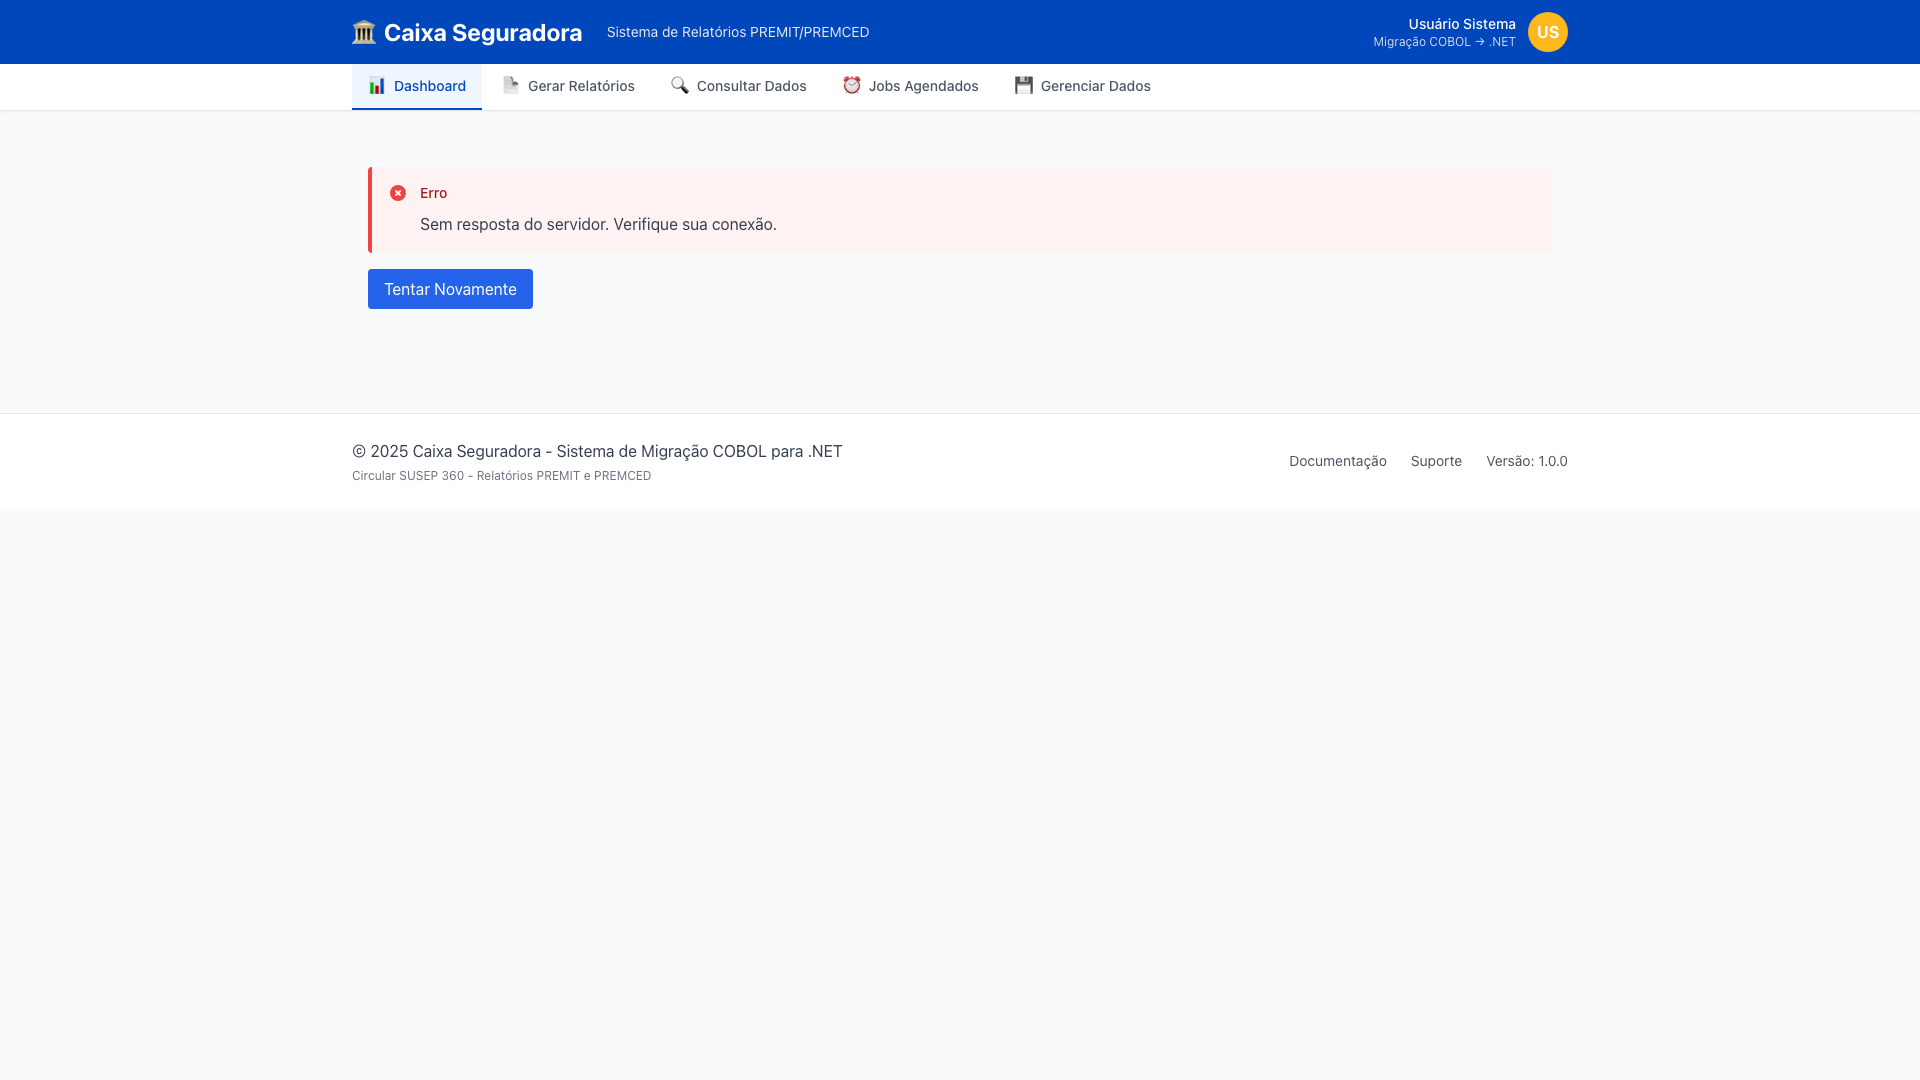 Caixa Seguradora
Sistema de Relatórios PREMIT/PREMCED
Usuário Sistema
Migração COBOL → .NET
US
Dashboard
Gerar Relatórios
Consultar Dados
Jobs Agendados
Gerenciar Dados
Erro
Sem resposta do servidor. Verifique sua conexão.
Tentar Novamente
© 2025 Caixa Seguradora - Sistema de Migração COBOL para .NET
Circular SUSEP 360 - Relatórios PREMIT e PREMCED
Documentação
Suporte
Versão: 1.0.0